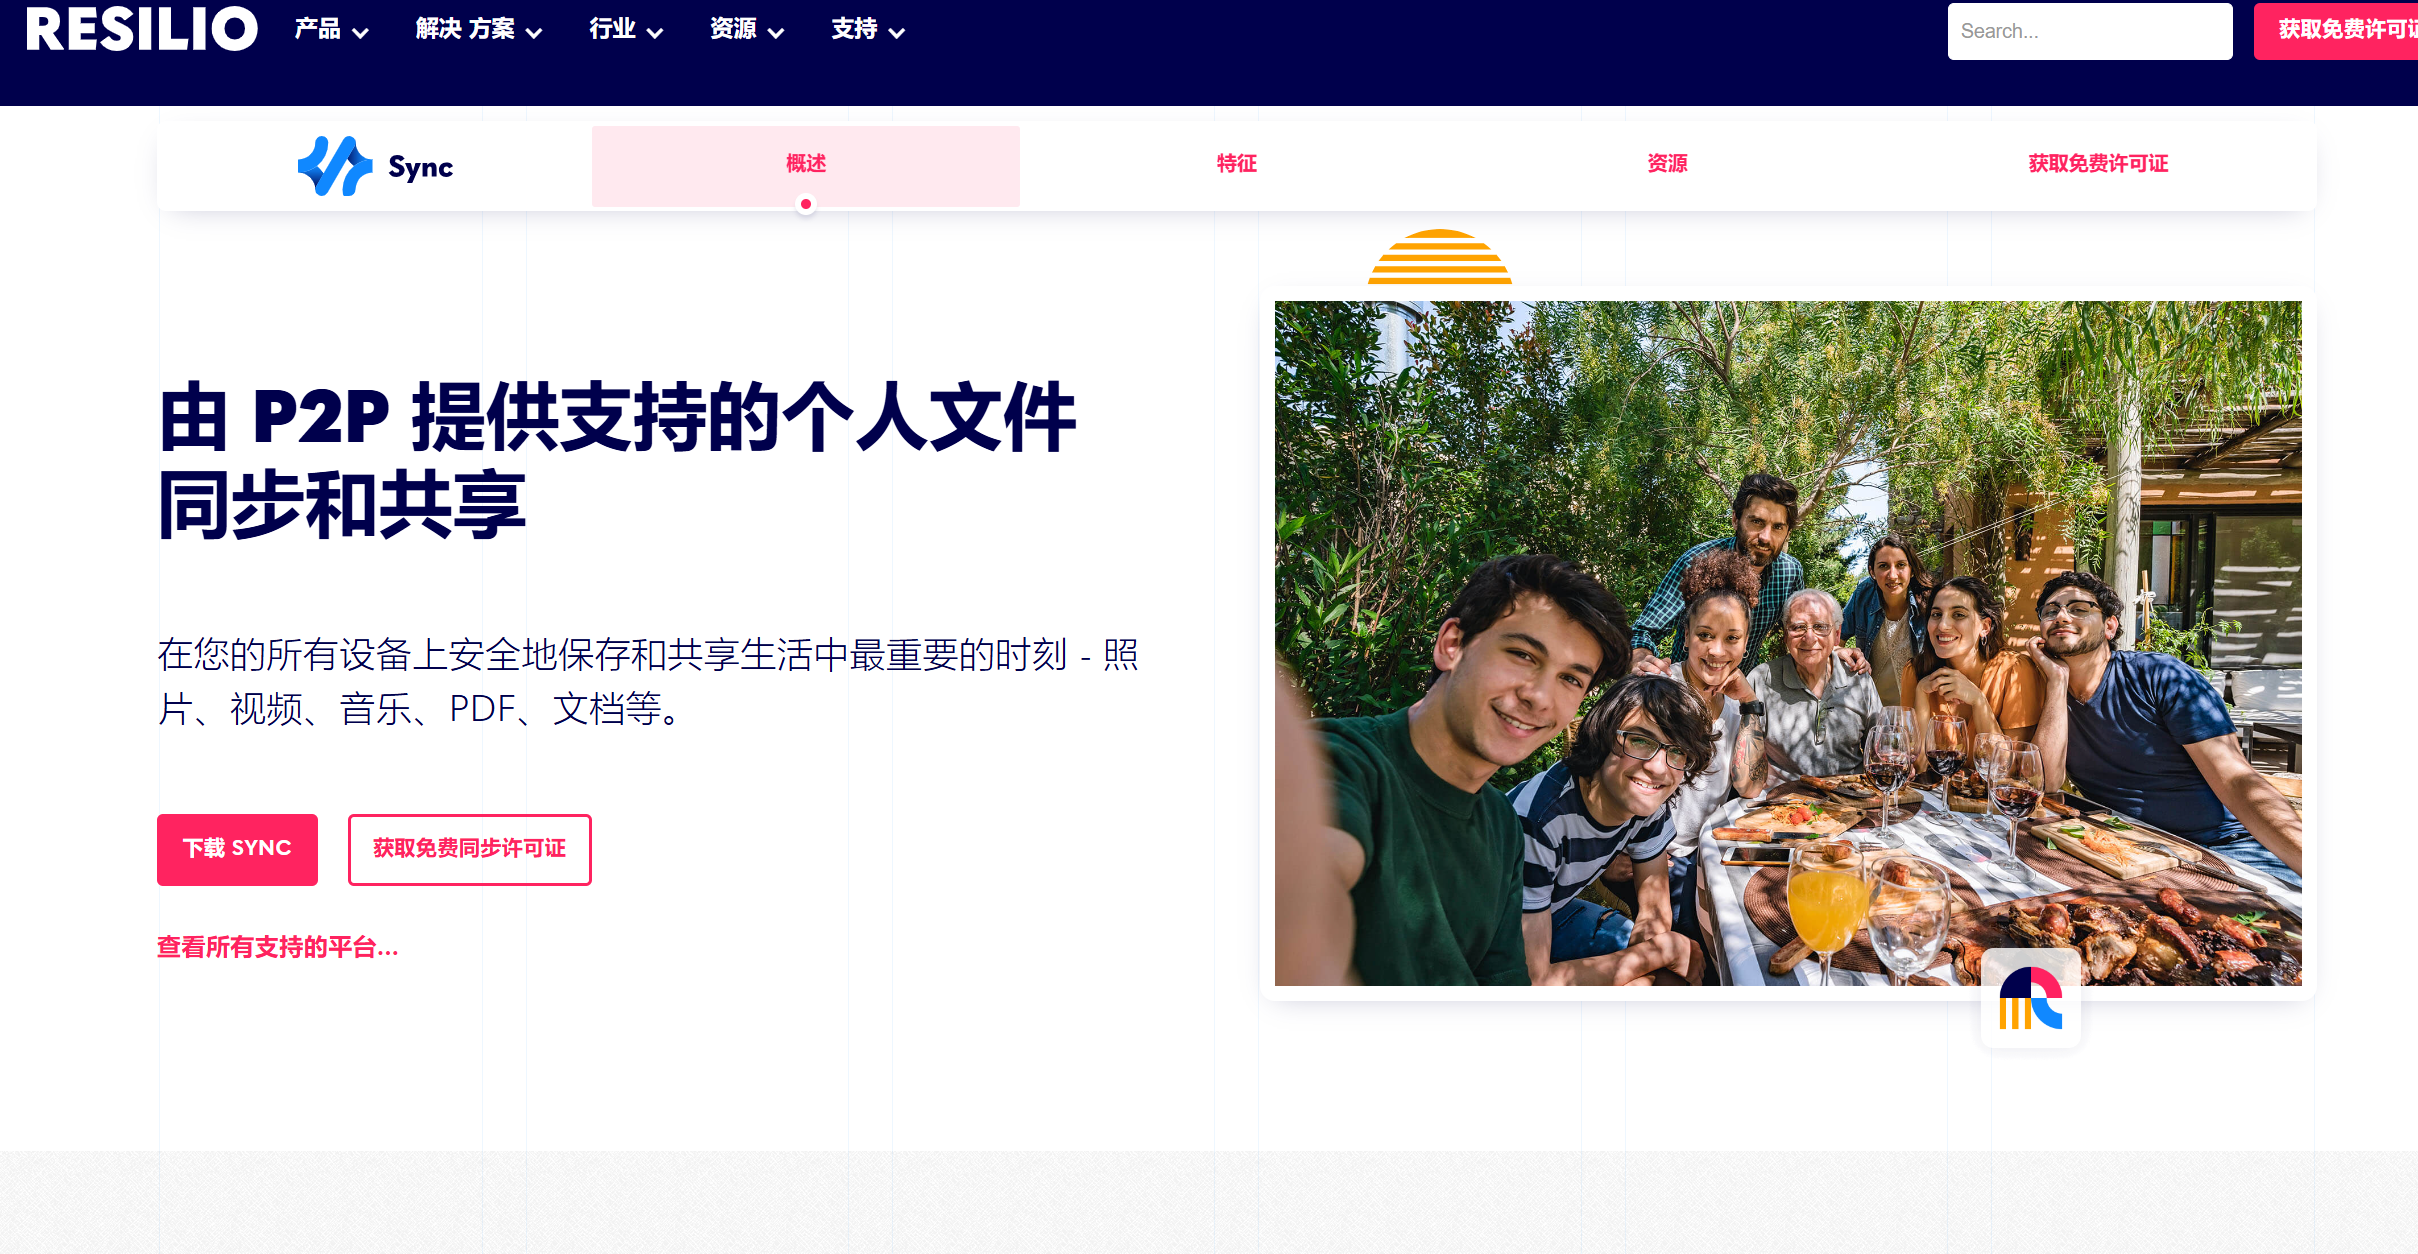 RESILIO
产品
解决 方案
行业
资源
支持
Search...
获取免费许可证
Sync
概述
特征
资源
获取免费许可证
由 P2P 提供支持的个人文件
同步和共享
在您的所有设备上安全地保存和共享生活中最重要的时刻 - 照
片、视频、音乐、PDF、文档等。
下载 SYNC
获取免费同步许可证
查看所有支持的平台...